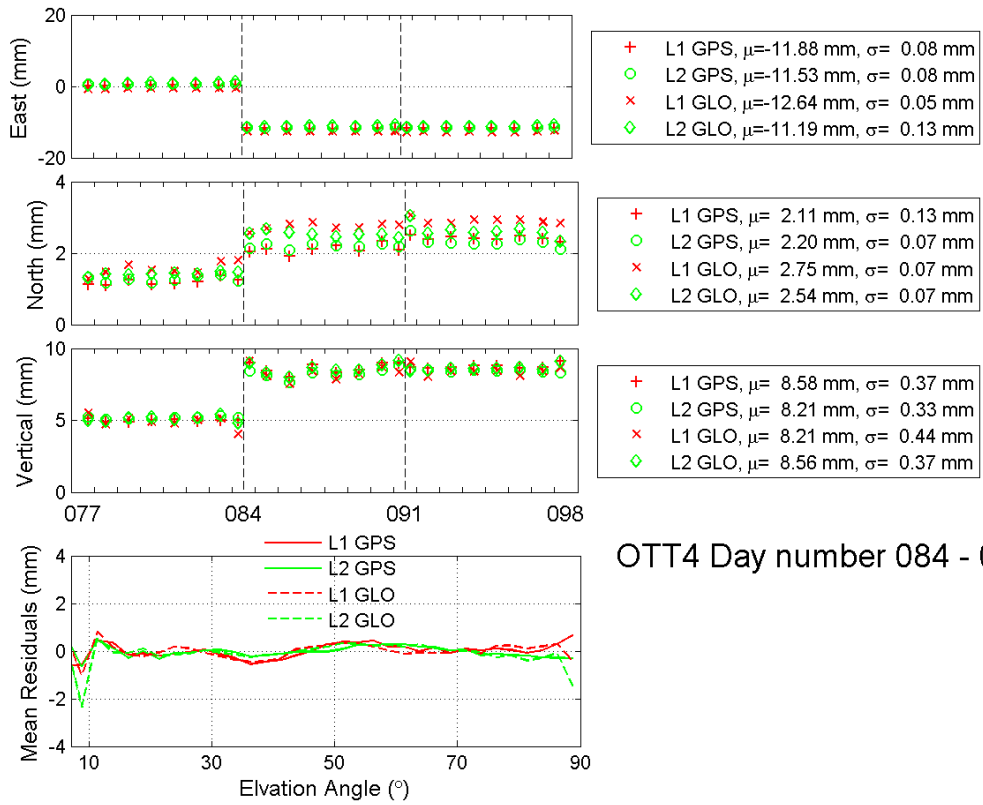 20
0
-20
East (mm)
L1 GPS, μ=-11.88 mm, σ= 0.08 mm
L2 GPS, μ=-11.53 mm, σ= 0.08 mm
L1 GLO, μ=-12.64 mm, σ= 0.05 mm
L2 GLO, μ=-11.19 mm, σ= 0.13 mm
4
2
0
North (mm)
L1 GPS, μ= 2.11 mm, σ= 0.13 mm
L2 GPS, μ= 2.20 mm, σ= 0.07 mm
L1 GLO, μ= 2.75 mm, σ= 0.07 mm
L2 GLO, μ= 2.54 mm, σ= 0.07 mm
10
5
0
Vertical (mm)
L1 GPS, μ= 8.58 mm, σ= 0.37 mm
L2 GPS, μ= 8.21 mm, σ= 0.33 mm
L1 GLO, μ= 8.21 mm, σ= 0.44 mm
L2 GLO, μ= 8.56 mm, σ= 0.37 mm
077 084 091 098
L1 GPS
L2 GPS
L1 GLO
L2 GLO
OTT4 Day number 084 -
4
2
0
-2
-4
Mean Residuals (mm)
10 30 50 70 90
Elvation Angle (°)